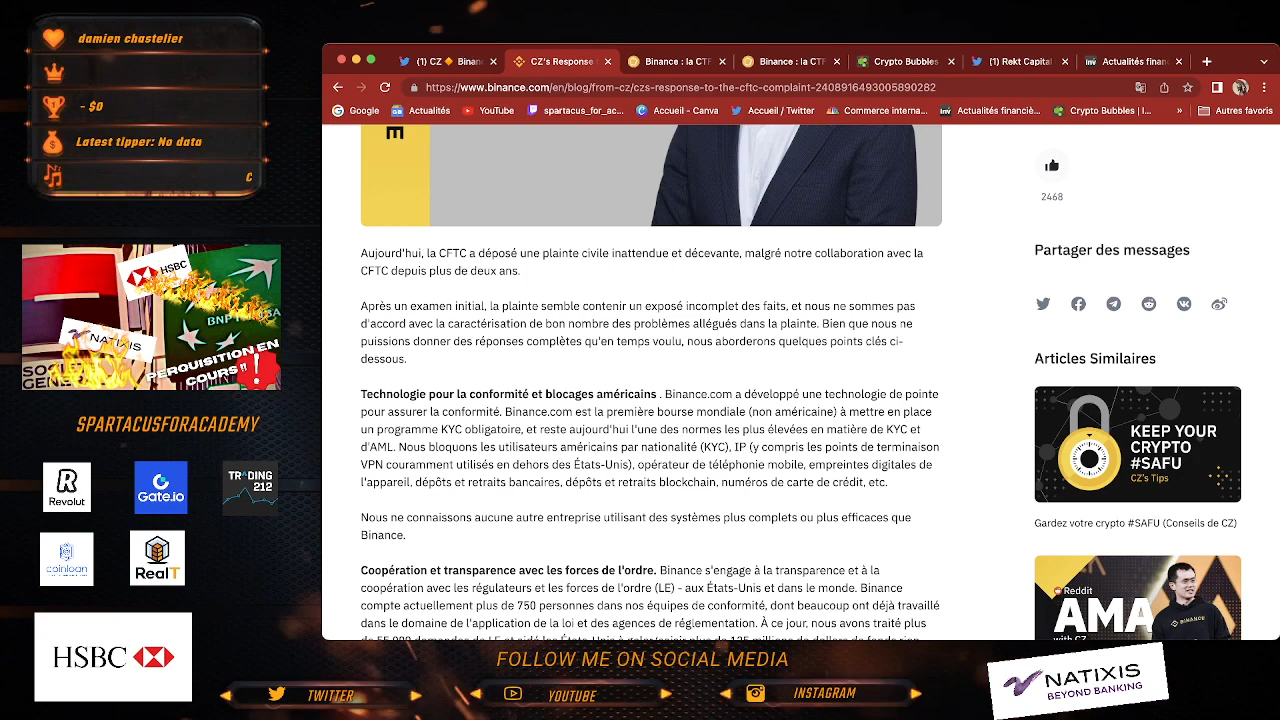 damien chastelier
- $0
Latest tipper: No data
C
HSBC
NATIXIS
BNP
SOCIETE
GENERAL
PERQUISITION EN
COURS"
SPARTACUSFORACADEMY
R
Revolut
Gate.io
TRADING
212
coinloan
RealT
HSBC
(1) CZ 🔶 Binanc
CZ's Response
Binance : la CTF
Binance : la CTF
Crypto Bubbles
(1) Rekt Capital
Actualités finan
https://www.binance.com/en/blog/from-cz/czs-response-to-the-cftc-complaint-2408916493005890282
Google
Actualités
YouTube
spartacus_for_ac...
Accueil - Canva
Accueil / Twitter
Commerce interna...
Actualités financiè...
Crypto Bubbles | I...
»
Autres favoris
E
Aujourd'hui, la CFTC a déposé une plainte civile inattendue et décevante, malgré notre collaboration avec la
CFTC depuis plus de deux ans.
Après un examen initial, la plainte semble contenir un exposé incomplet des faits, et nous ne sommes pas
d'accord avec la caractérisation de bon nombre des problèmes allégués dans la plainte. Bien que nous ne
puissions donner des réponses complètes qu'en temps voulu, nous aborderons quelques points clés ci-
dessous.
Technologie pour la conformité et blocages américains . Binance.com a développé une technologie de pointe
pour assurer la conformité. Binance.com est la première bourse mondiale (non américaine) à mettre en place
un programme KYC obligatoire, et reste aujourd'hui l'une des normes les plus élevées en matière de KYC et
d'AML. Nous bloquons les utilisateurs américains par nationalité (KYC), IP (y compris les points de terminaison
VPN couramment utilisés en dehors des États-Unis), opérateur de téléphonie mobile, empreintes digitales de
l'appareil, dépôts et retraits bancaires, dépôts et retraits blockchain, numéros de carte de crédit, etc.
Nous ne connaissons aucune autre entreprise utilisant des systèmes plus complets ou plus efficaces que
Binance.
Coopération et transparence avec les forces de l'ordre. Binance s'engage à la transparence et à la
coopération avec les régulateurs et les forces de l'ordre (LE) - aux États-Unis et dans le monde. Binance
compte actuellement plus de 750 personnes dans nos équipes de conformité, dont beaucoup ont déjà travaillé
dans le domaine de l'application de la loi et des agences de réglementation. À ce jour, nous avons traité plus
2468
Partager des messages
Articles Similaires
KEEP YOUR
CRYPTO
#SAFU
CZ's Tips
Gardez votre crypto #SAFU (Conseils de CZ)
Reddit
AMA
with CZ
BINANCE
FOLLOW ME ON SOCIAL MEDIA
TWITTER
YOUTUBE
INSTAGRAM
NATIXIS
BEYOND BANKING